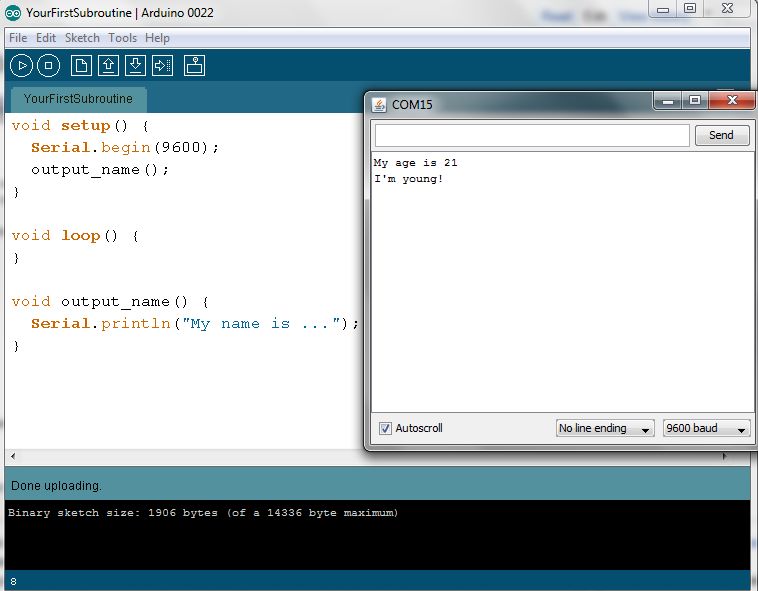 YourFirstSubroutine | Arduino 0022
File Edit Sketch Tools Help
YourFirstSubroutine
void setup() {
  Serial.begin(9600);
  output_name();
}
void loop() {
}
void output_name() {
  Serial.println("My name is ...");
}
COM15
Send
My age is 21
I'm young!
Autoscroll
No line ending
9600 baud
Done uploading.
Binary sketch size: 1906 bytes (of a 14336 byte maximum)
8